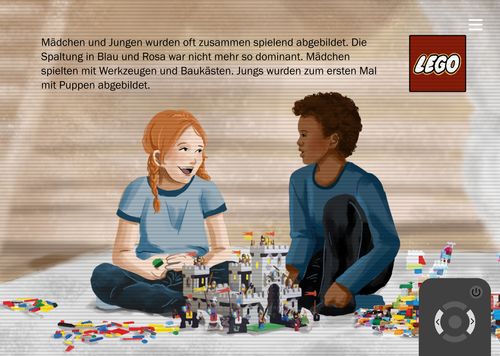 Mädchen und Jungen wurden oft zusammen spielend abgebildet. Die
Spaltung in Blau und Rosa war nicht mehr so dominant. Mädchen
spielten mit Werkzeugen und Baukästen. Jungs wurden zum ersten Mal
mit Puppen abgebildet.
LEGO